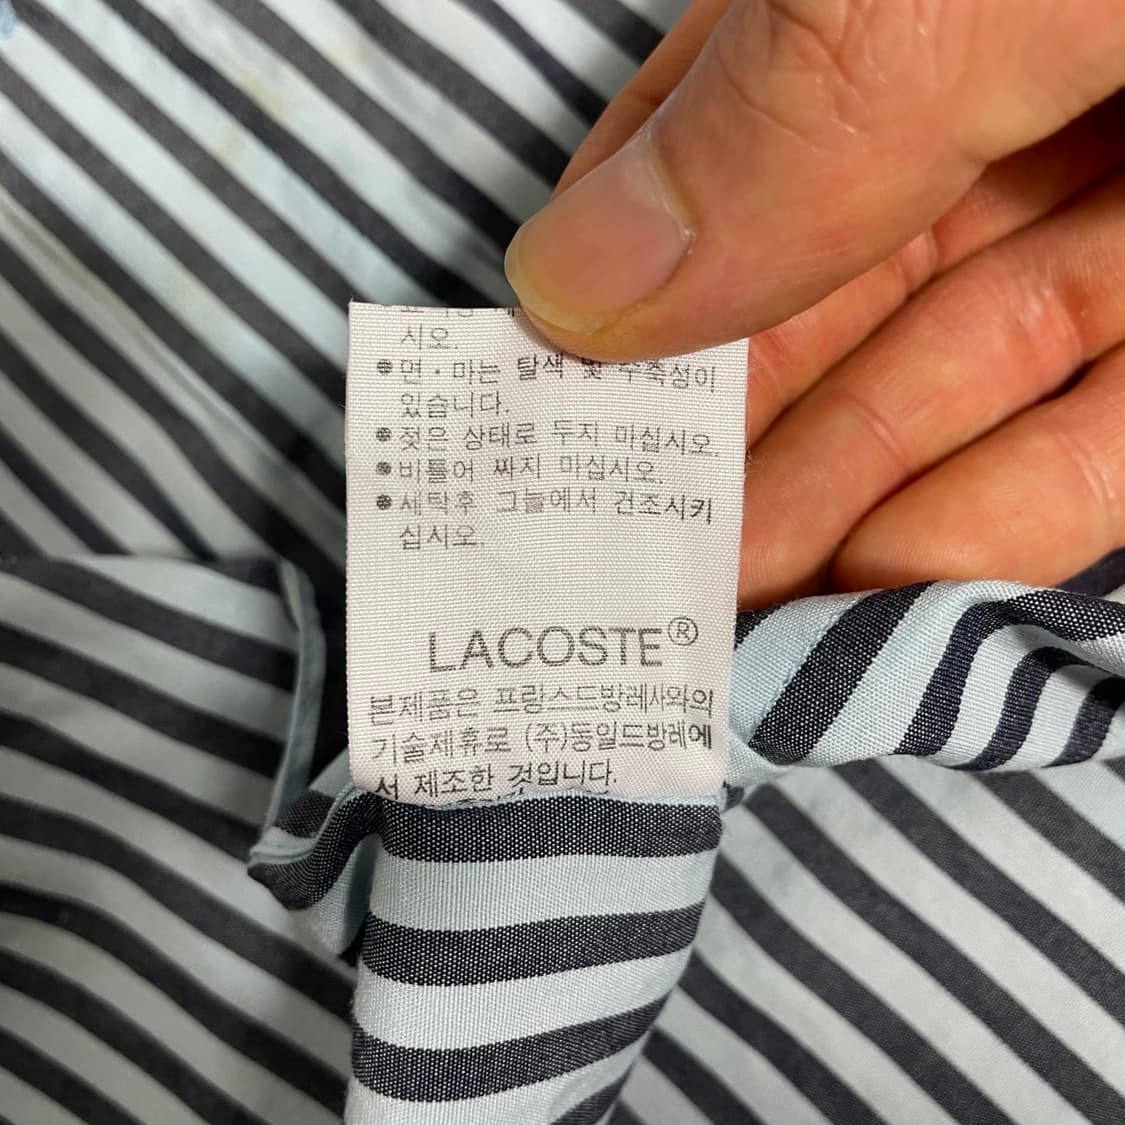 시오.
● 면·마는 탈색 및 수축성이
있습니다.
● 젖은 상태로 두지 마십시오.
● 비틀어 짜지 마십시오.
● 세탁후 그늘에서 건조시키
십시오.
LACOSTE®
본제품은 프랑스드방레사와의
기술제휴로 (주)동일드방레에
서 제조한 것입니다.